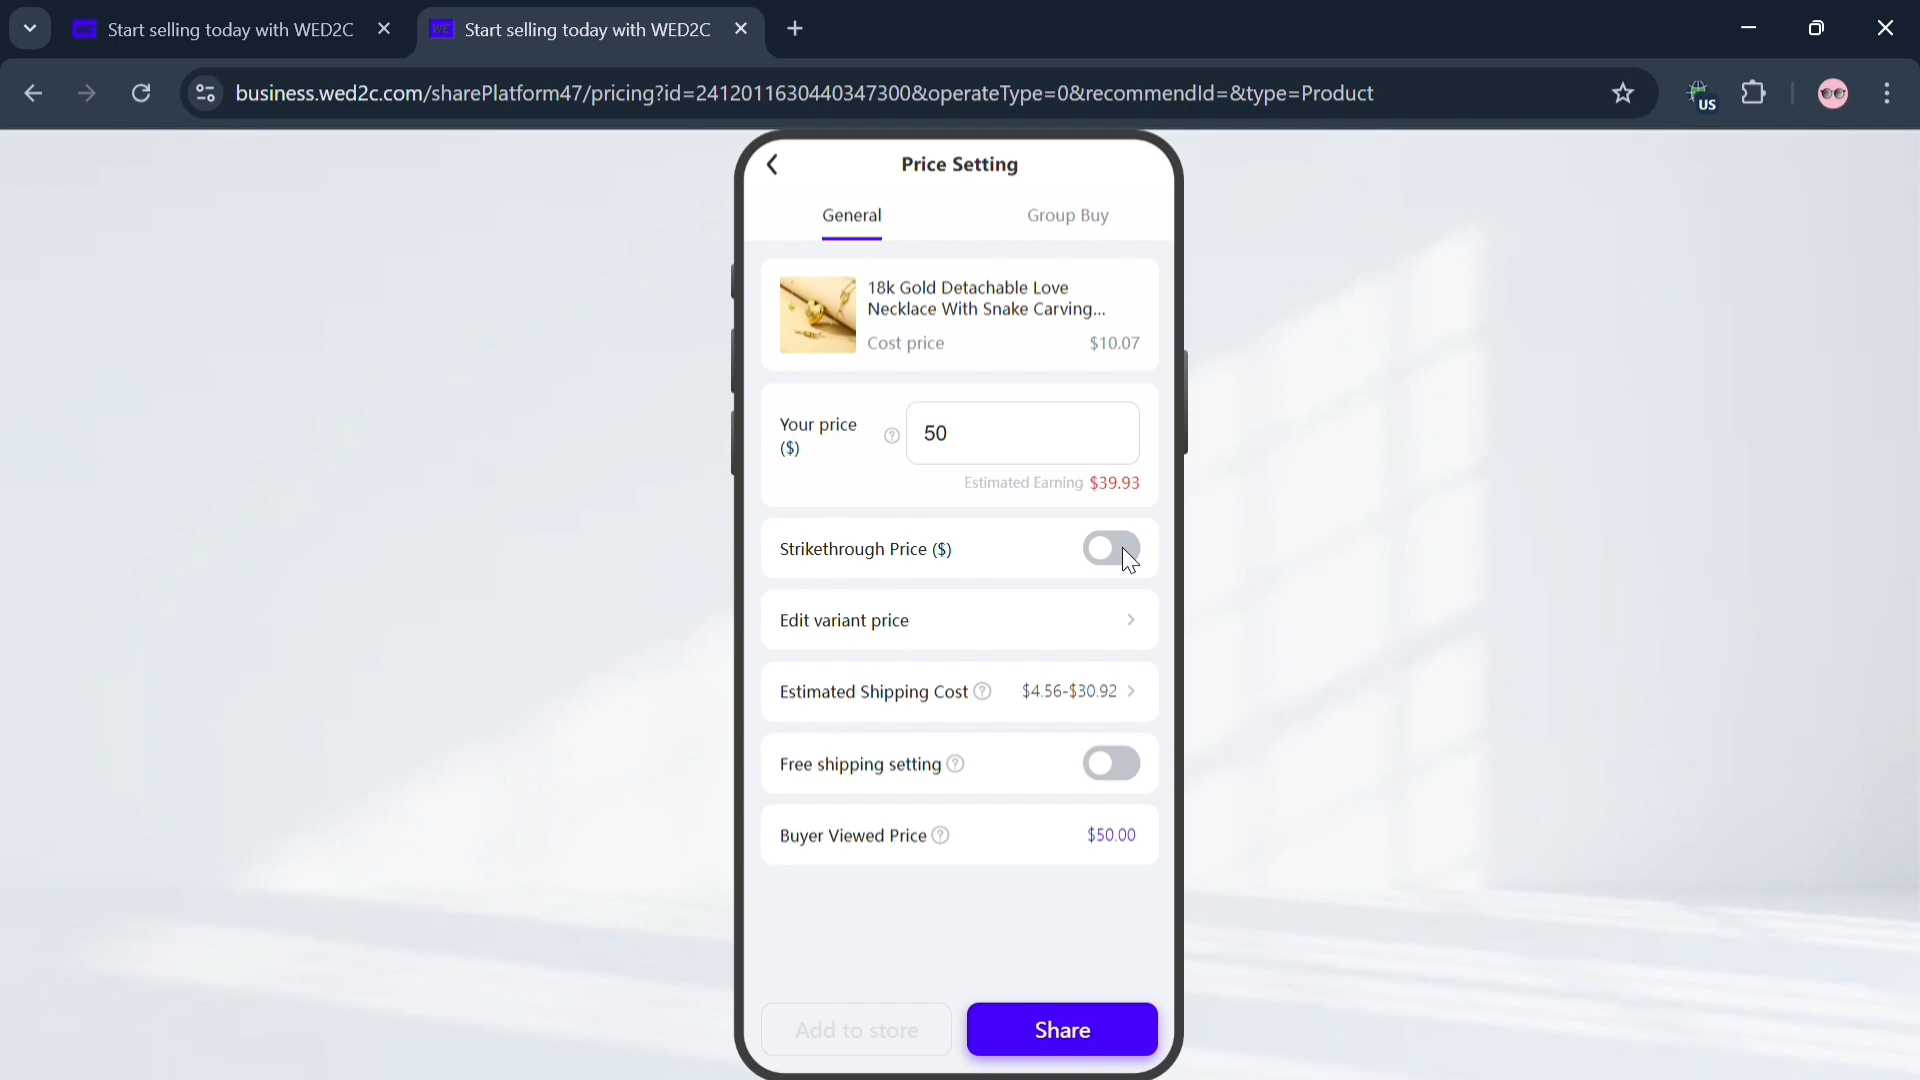 Start selling today with WED2C
Start selling today with WED2C
business.wed2c.com/sharePlatform47/pricing?id=2412011630440347300&operateType=0&recommendId=&type=Product
US
Price Setting
General
Group Buy
18k Gold Detachable Love
Necklace With Snake Carving...
Cost price $10.07
Your price
($)
50
Estimated Earning $39.93
Strikethrough Price ($)
Edit variant price
Estimated Shipping Cost $4.56-$30.92
Free shipping setting
Buyer Viewed Price $50.00
Add to store
Share